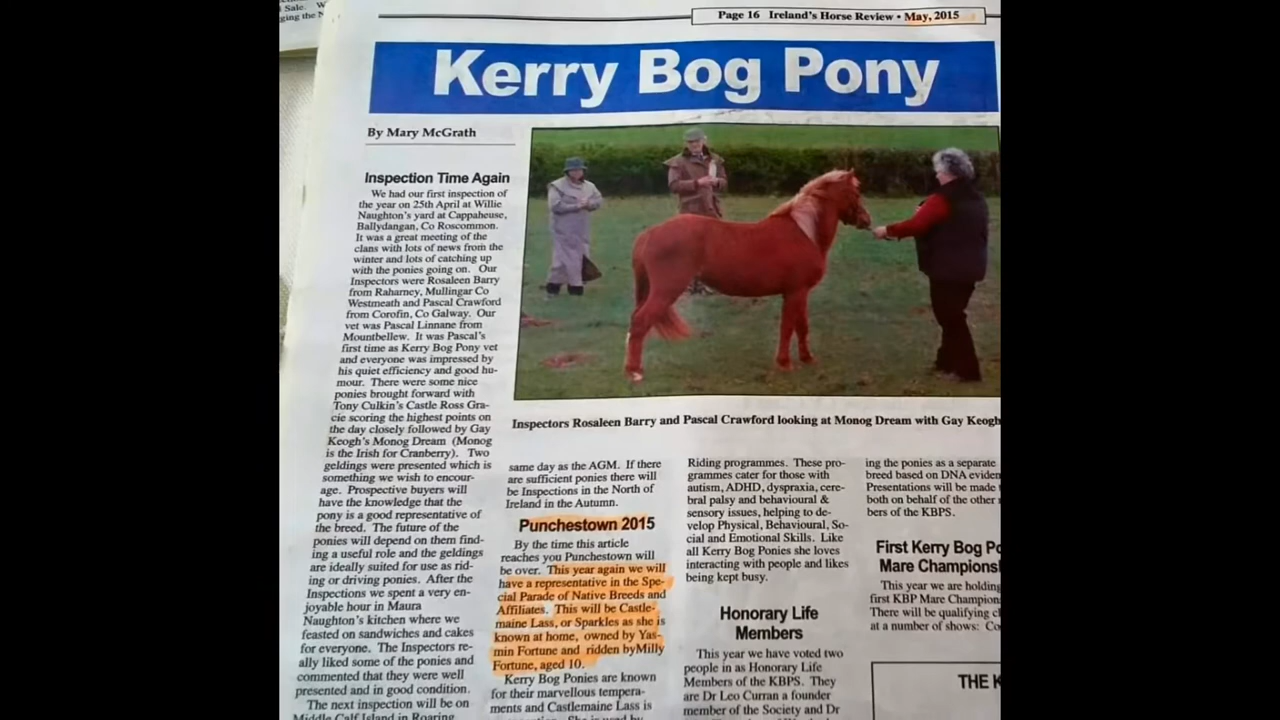 Sale.
ging the
Page 16 Ireland's Horse Review • May, 2015
Kerry Bog Pony
By Mary McGrath
Inspection Time Again
We had our first inspection of
the year on 25th April at Willie
Naughton's yard at Cappaheuse,
Ballydangan, Co Roscommon.
It was a great meeting of the
clans with lots of news from the
winter and lots of catching up
with the ponies going on. Our
Inspectors were Rosaleen Barry
from Raharney, Mullingar Co
Westmeath and Pascal Crawford
from Corofin, Co Galway. Our
vet was Pascal Linnane from
Mountbellew. It was Pascal's
first time as Kerry Bog Pony vet
and everyone was impressed by
his quiet efficiency and good hu-
mour. There were some nice
ponies brought forward with
Tony Culkin's Castle Ross Gra-
cie scoring the highest points on
the day closely followed by Gay
Keogh's Monog Dream (Monog
is the Irish for Cranberry). Two
geldings were presented which is
something we wish to encour-
age. Prospective buyers will
have the knowledge that the
pony is a good representative of
the breed. The future of the
ponies will depend on them find-
ing a useful role and the geldings
are ideally suited for use as rid-
ing or driving ponies. After the
Inspections we spent a very en-
joyable hour in Maura
Naughton's kitchen where we
feasted on sandwiches and cakes
for everyone. The Inspectors re-
ally liked some of the ponies and
commented that they were well
presented and in good condition.
The next inspection will be on
Middle Calf Island in Roaring
Inspectors Rosaleen Barry and Pascal Crawford looking at Monog Dream with Gay Keogh
same day as the AGM. If there
are sufficient ponies there will
be Inspections in the North of
Ireland in the Autumn.
Punchestown 2015
By the time this article
reaches you Punchestown will
be over. This year again we will
have a representative in the Spe-
cial Parade of Native Breeds and
Affiliates. This will be Castle-
maine Lass, or Sparkles as she is
known at home, owned by Yas-
min Fortune and ridden byMilly
Fortune, aged 10.
Kerry Bog Ponies are known
for their marvellous tempera-
ments and Castlemaine Lass is
Riding programmes. These pro-
grammes cater for those with
autism, ADHD, dyspraxia, cere-
bral palsy and behavioural &
sensory issues, helping to de-
velop Physical, Behavioural, So-
cial and Emotional Skills. Like
all Kerry Bog Ponies she loves
interacting with people and likes
being kept busy.
Honorary Life
Members
This year we have voted two
people in as Honorary Life
Members of the KBPS. They
are Dr Leo Curran a founder
member of the Society and Dr
ing the ponies as a separate
breed based on DNA eviden
Presentations will be made
both on behalf of the other
bers of the KBPS.
First Kerry Bog Po
Mare Champions
This year we are holding
first KBP Mare Champion
There will be qualifying cl
at a number of shows: Co
THE K